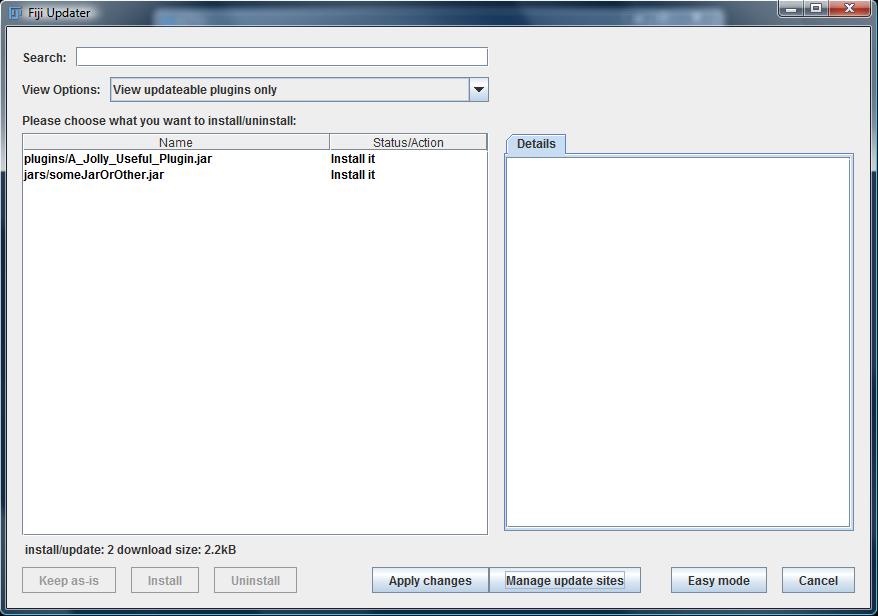 Fiji Updater
Search:
View Options: View updateable plugins only
Please choose what you want to install/uninstall:
Name Status/Action
plugins/A_Jolly_Useful_Plugin.jar Install it
jars/someJarOrOther.jar Install it
Details
install/update: 2 download size: 2.2kB
Keep as-is Install Uninstall Apply changes Manage update sites Easy mode Cancel